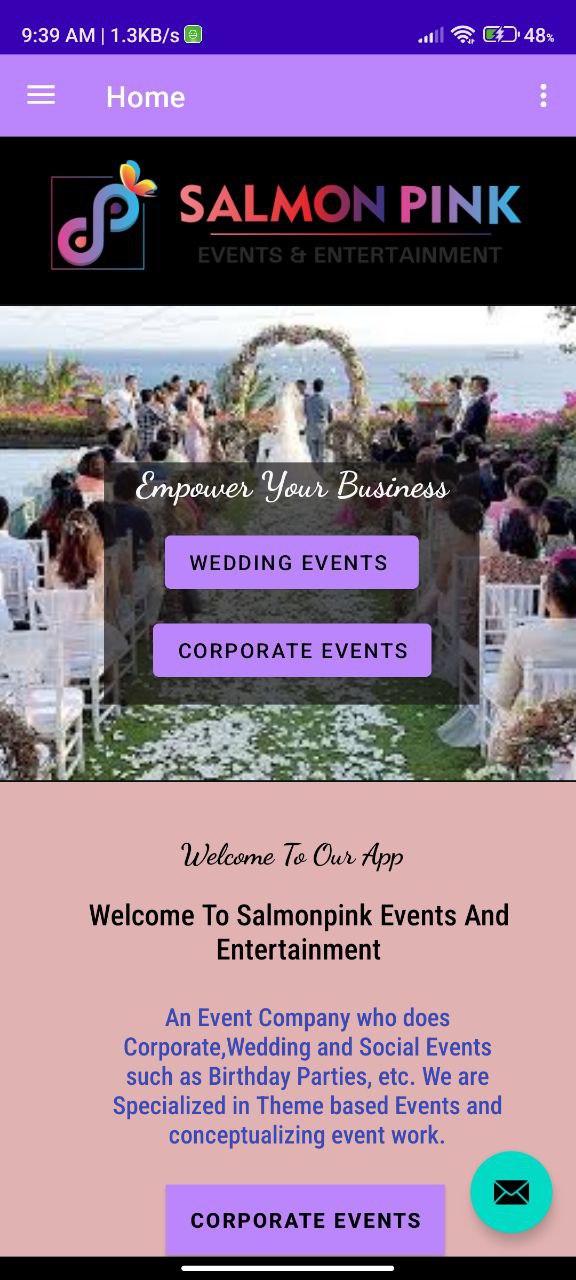 9:39 AM | 1.3KB/s 48%
Home
SALMON PINK
EVENTS & ENTERTAINMENT
Empower Your Business
WEDDING EVENTS
CORPORATE EVENTS
Welcome To Our App
Welcome To Salmonpink Events And
Entertainment
An Event Company who does
Corporate,Wedding and Social Events
such as Birthday Parties, etc. We are
Specialized in Theme based Events and
conceptualizing event work.
CORPORATE EVENTS